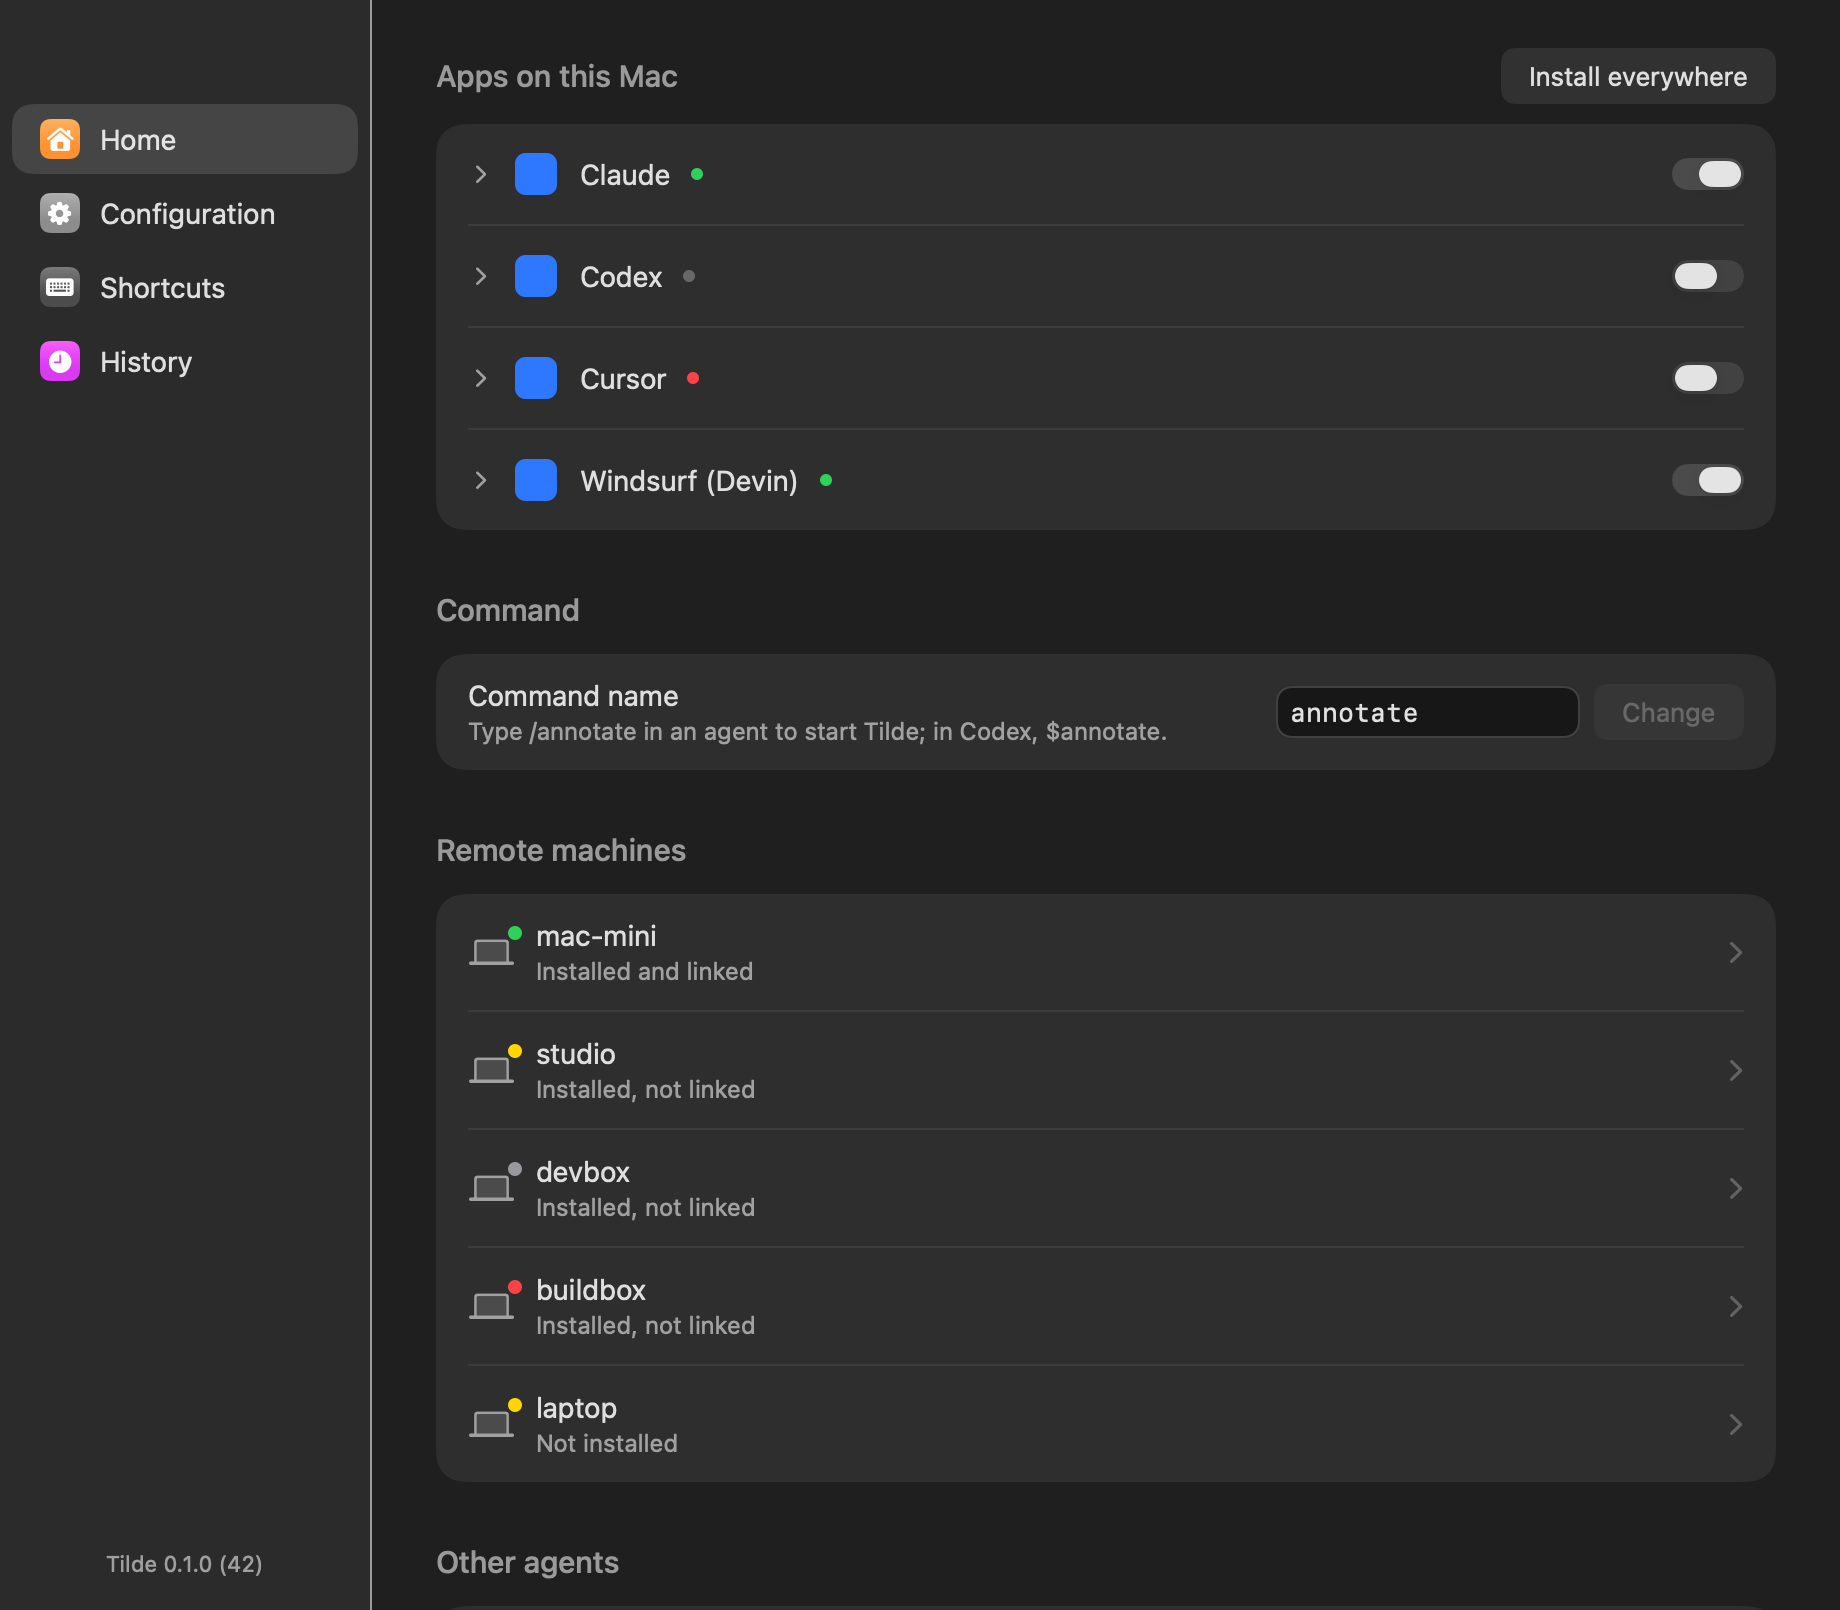 Home
Configuration
Shortcuts
History
Tilde 0.1.0 (42)
Apps on this Mac
Install everywhere
Claude
Codex
Cursor
Windsurf (Devin)
Command
Command name
Type /annotate in an agent to start Tilde; in Codex, $annotate.
annotate
Change
Remote machines
mac-mini
Installed and linked
studio
Installed, not linked
devbox
Installed, not linked
buildbox
Installed, not linked
laptop
Not installed
Other agents